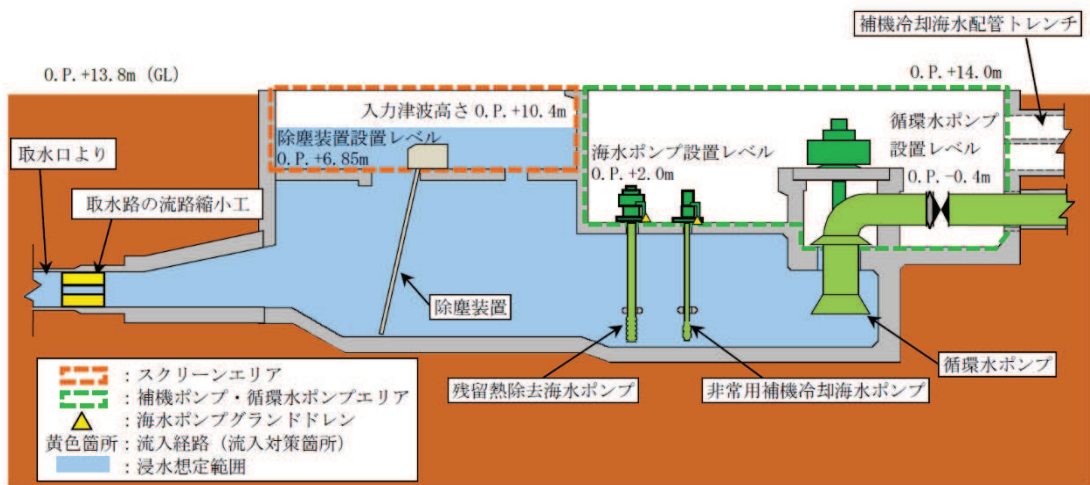 補機冷却海水配管トレンチ
O.P.+13.8m (GL)
O.P.+14.0m
入力津波高さ O.P.+10.4m
除塵装置設置レベル
O.P.+6.85m
取水口より
取水路の流路縮小工
海水ポンプ設置レベル
O.P.+2.0m
循環水ポンプ
設置レベル
O.P.-0.4m
除塵装置
残留熱除去海水ポンプ
非常用補機冷却海水ポンプ
循環水ポンプ
：スクリーンエリア
：補機ポンプ・循環水ポンプエリア
：海水ポンプグランドドレン
黄色箇所：流入経路（流入対策箇所）
：浸水想定範囲